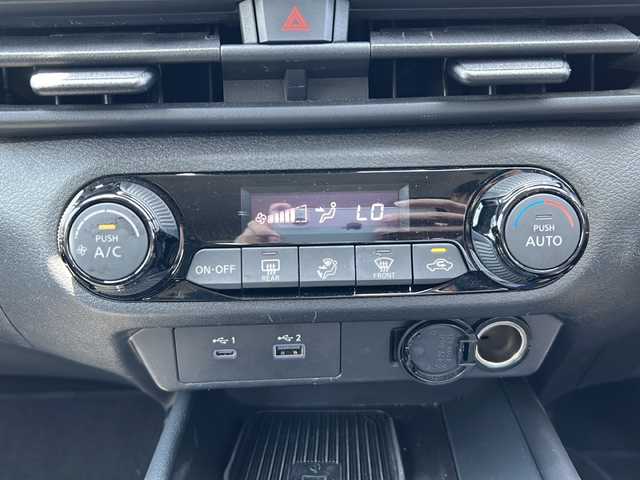 LO
PUSH
A/C
PUSH
AUTO
ON·OFF
REAR
FRONT
1
2